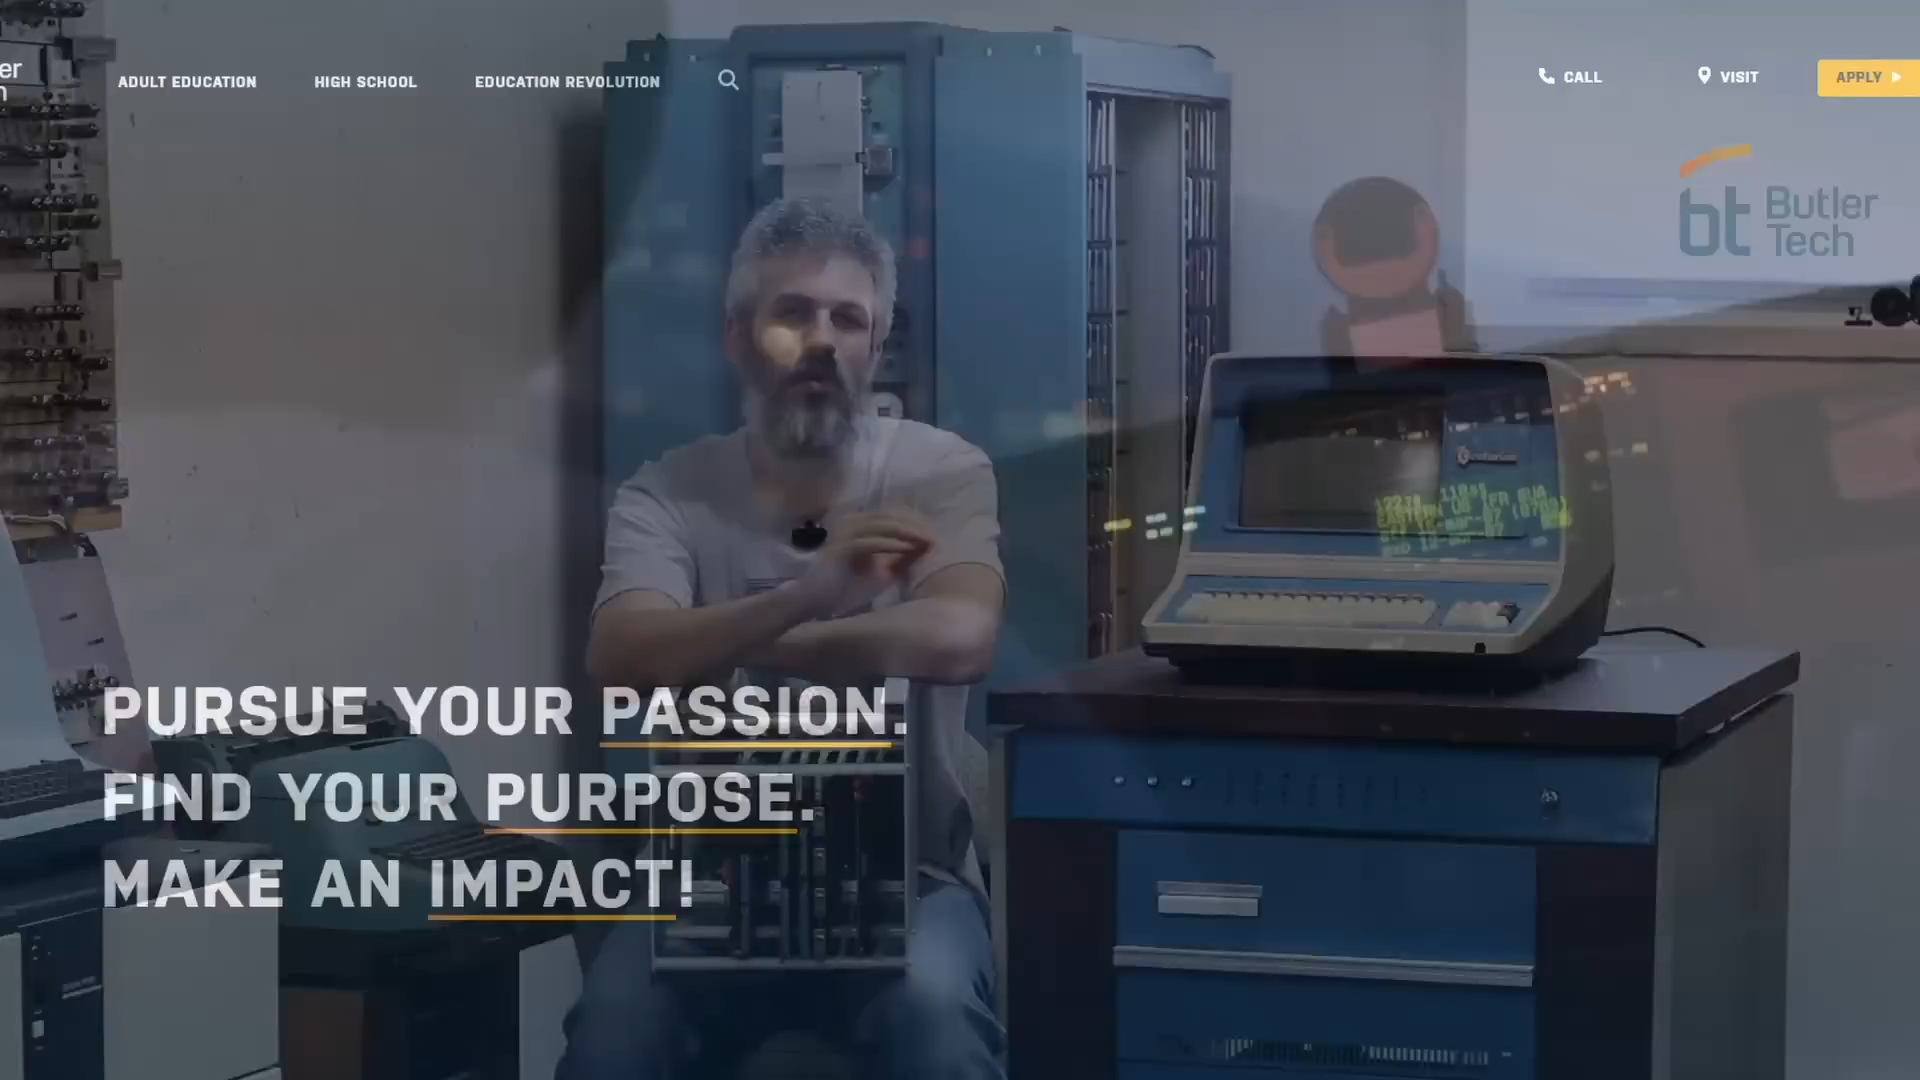 ADULT EDUCATION
HIGH SCHOOL
EDUCATION REVOLUTION
CALL
VISIT
APPLY
bt Butler
Tech
Centurion
PURSUE YOUR PASSION.
FIND YOUR PURPOSE.
MAKE AN IMPACT!